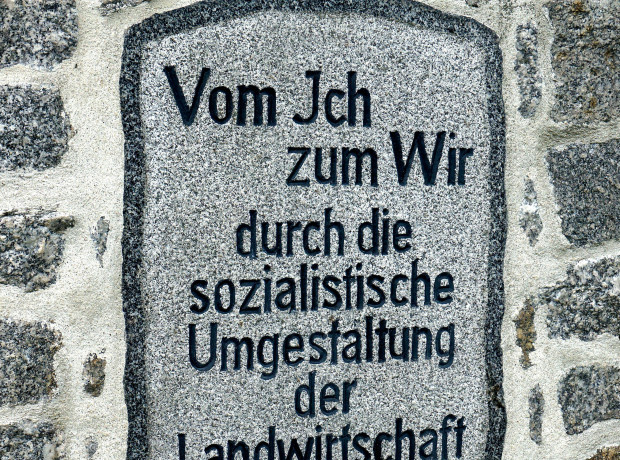 Vom Jch
zum Wir
durch die
sozialistische
Umgestaltung
der
Landwirtschaft